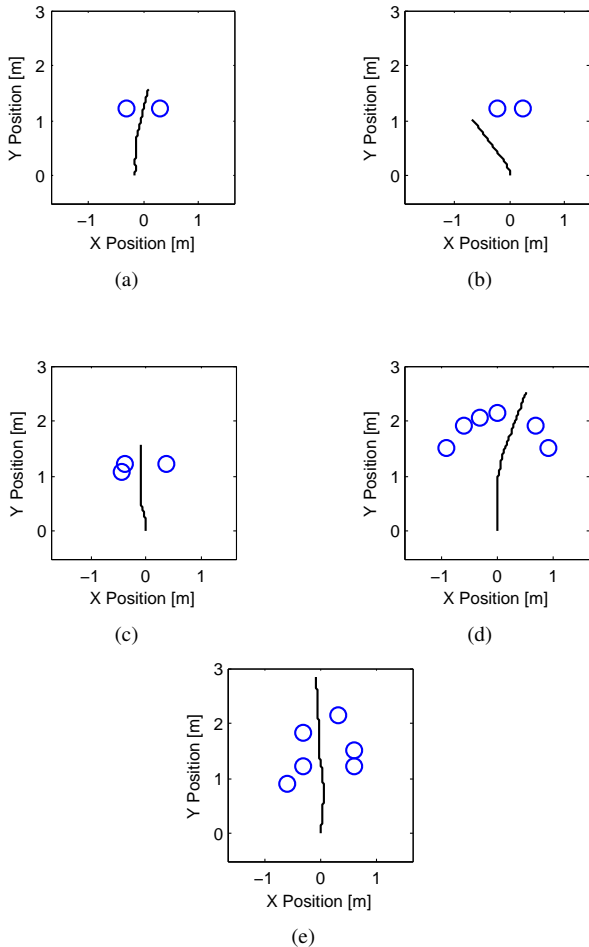 3
2
1
0
Y Position [m]
−1 0 1
X Position [m]
(a)
3
2
1
0
Y Position [m]
−1 0 1
X Position [m]
(b)
3
2
1
0
Y Position [m]
−1 0 1
X Position [m]
(c)
3
2
1
0
Y Position [m]
−1 0 1
X Position [m]
(d)
3
2
1
0
Y Position [m]
−1 0 1
X Position [m]
(e)